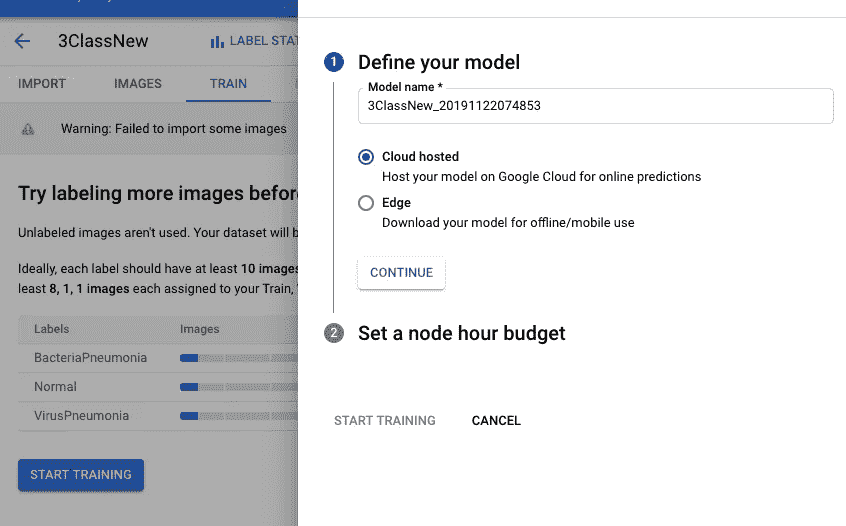 3ClassNew
LABEL STAT
IMPORT IMAGES TRAIN
Warning: Failed to import some images
Try labeling more images befor
Unlabeled images aren't used. Your dataset will b
Ideally, each label should have at least 10 images
least 8, 1, 1 images each assigned to your Train,
Labels Images
BacteriaPneumonia
Normal
VirusPneumonia
START TRAINING
1 Define your model
Model name *
3ClassNew_20191122074853
Cloud hosted
Host your model on Google Cloud for online predictions
Edge
Download your model for offline/mobile use
CONTINUE
2 Set a node hour budget
START TRAINING CANCEL